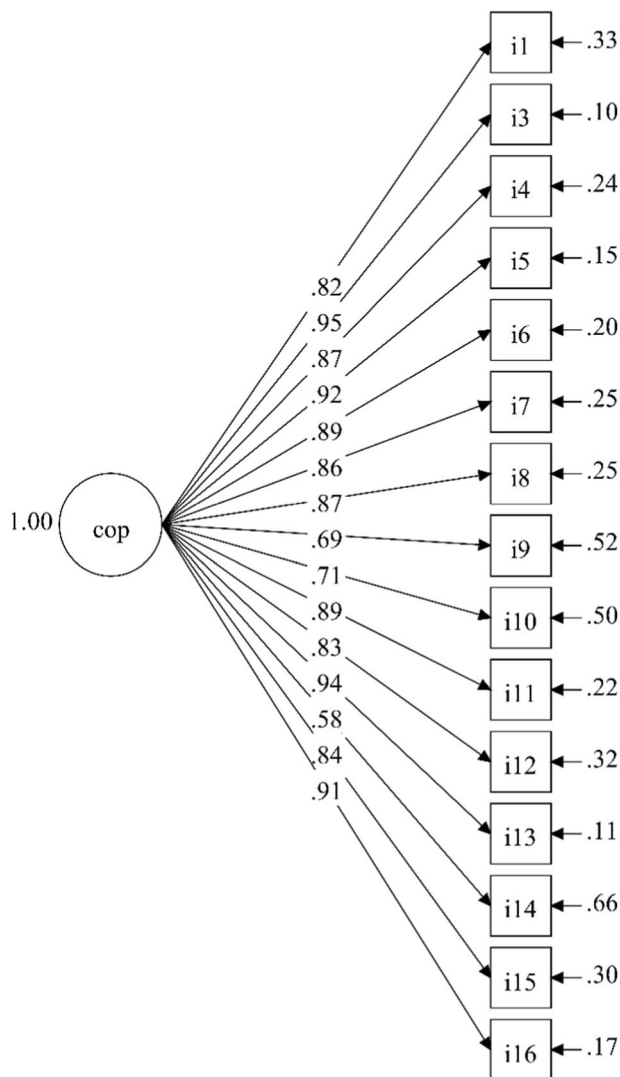 i1 .33
i3 .10
i4 .24
i5 .15
.82
i6 .20
.95
.87
i7 .25
.92
.89
i8 .25
.86
.87
1.00 cop
.69
i9 .52
.71
i10 .50
.89
.83
i11 .22
.94
.58
i12 .32
.84
.91
i13 .11
i14 .66
i15 .30
i16 .17